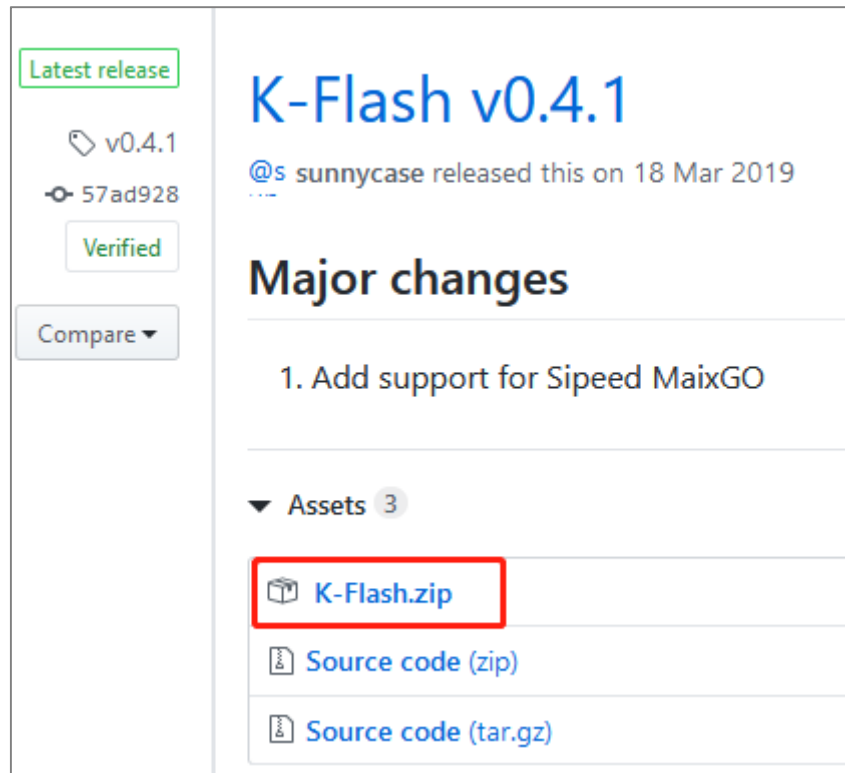 Latest release
v0.4.1
57ad928
Verified
Compare
K-Flash v0.4.1
@s sunnycase released this on 18 Mar 2019
Major changes
1. Add support for Sipeed MaixGO
Assets 3
K-Flash.zip
Source code (zip)
Source code (tar.gz)